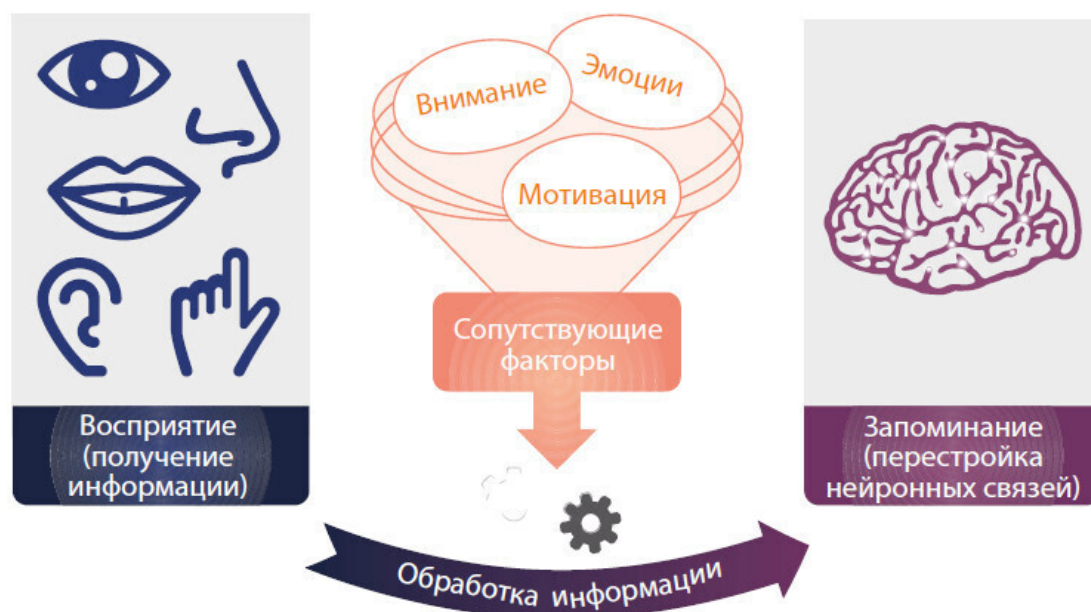 Внимание
Эмоции
Мотивация
Сопутствующие
факторы
Восприятие
(получение
информации)
Запоминание
(перестройка
нейронных связей)
Обработка информации